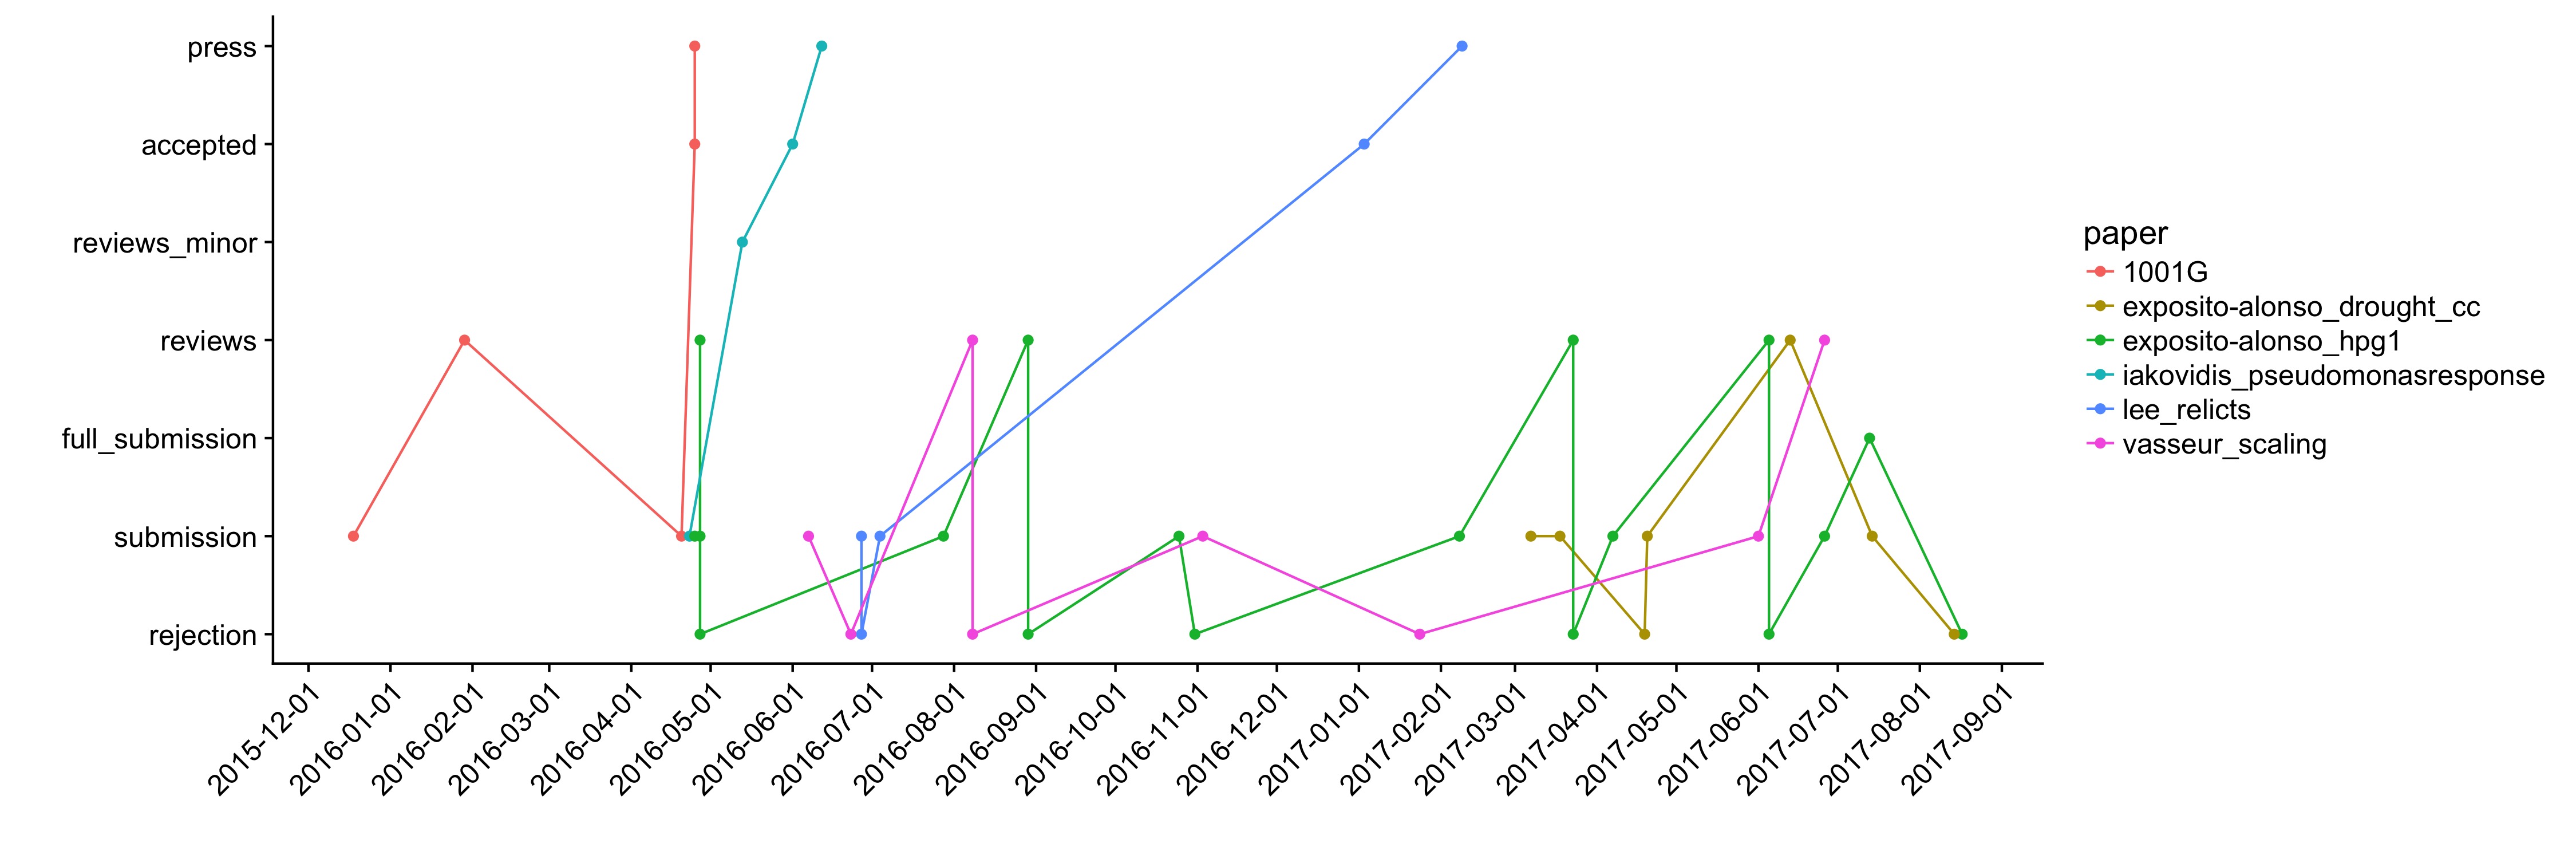 press
accepted
reviews_minor
reviews
full_submission
submission
rejection
2015-12-01
2016-01-01
2016-02-01
2016-03-01
2016-04-01
2016-05-01
2016-06-01
2016-07-01
2016-08-01
2016-09-01
2016-10-01
2016-11-01
2016-12-01
2017-01-01
2017-02-01
2017-03-01
2017-04-01
2017-05-01
2017-06-01
2017-07-01
2017-08-01
2017-09-01
paper
1001G
exposito-alonso_drought_cc
exposito-alonso_hpg1
iakovidis_pseudomonasresponse
lee_relicts
vasseur_scaling